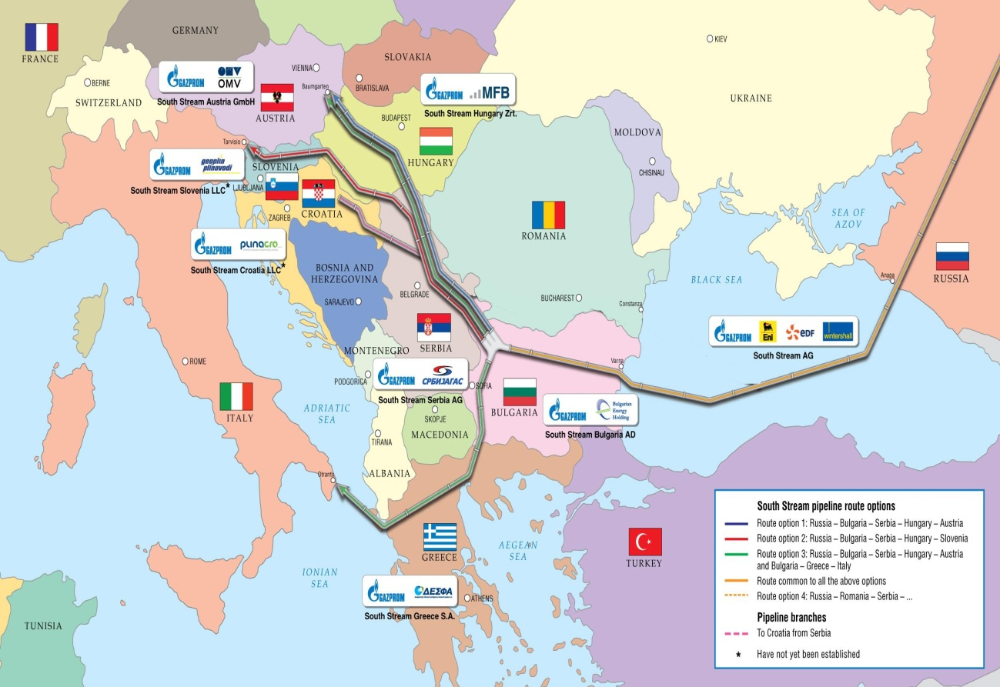 KIEV
GERMANY
FRANCE
SLOVAKIA
VIENNA
GAZPROM
OMV
BERNE
SWITZERLAND
South Stream Austria GmbH
Baumgarten
BRATISLAVA
AUSTRIA
GAZPROM
MFB
South Stream Hungary Zrt.
UKRAINE
BUDAPEST
MOLDOVA
Tarvisio
HUNGARY
CHISINAU
GAZPROM
geoplin
plinovodi
South Stream Slovenia LLC*
SLOVENIA
LJUBLJANA
ZAGREB
CROATIA
SEA OF
AZOV
ROMANIA
GAZPROM
PLINACRO
South Stream Croatia LLC*
BOSNIA AND
HERZEGOVINA
SARAJEVO
BELGRADE
BLACK SEA
Anapa
RUSSIA
BUCHAREST
Constanza
GAZPROM
Eni
eDF
wintershall
South Stream AG
SERBIA
MONTENEGRO
Varna
ROME
PODGORICA
GAZPROM
СРБИЈАГАС
South Stream Serbia AG
SOFIA
BULGARIA
GAZPROM
Bulgarian
Energy
Holding
South Stream Bulgaria AD
ITALY
ADRIATIC
SEA
SKOPJE
MACEDONIA
TIRANA
ALBANIA
Otranto
GREECE
AEGEAN
SEA
TURKEY
IONIAN
SEA
GAZPROM
ΔΕΣΦΑ
South Stream Greece S.A.
ATHENS
TUNISIA
South Stream pipeline route options
Route option 1: Russia – Bulgaria – Serbia – Hungary – Austria
Route option 2: Russia – Bulgaria – Serbia – Hungary – Slovenia
Route option 3: Russia – Bulgaria – Serbia – Hungary – Austria
and Bulgaria – Greece – Italy
Route common to all the above options
Route option 4: Russia – Romania – Serbia – ...
Pipeline branches
To Croatia from Serbia
* Have not yet been established